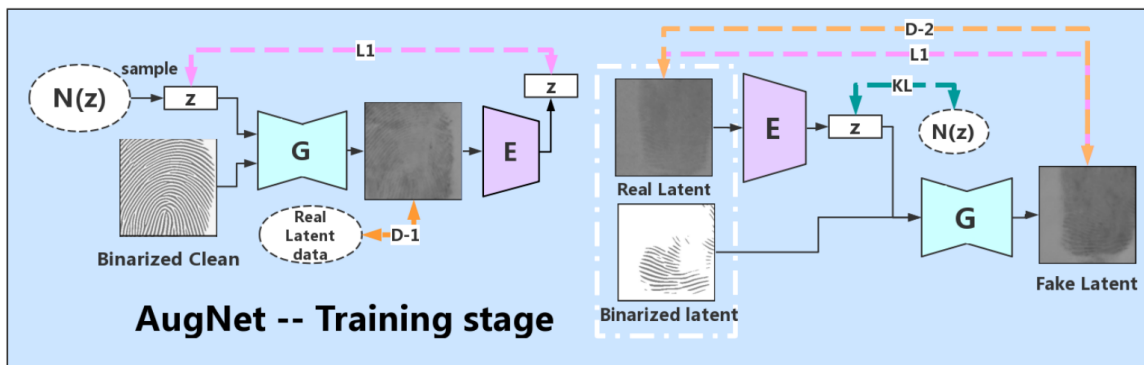 L1
sample
N(z)
z
z
G
E
Binarized Clean
Real
Latent
data
D-1
D-2
L1
KL
E
z
N(z)
Real Latent
G
Binarized latent
Fake Latent
AugNet -- Training stage